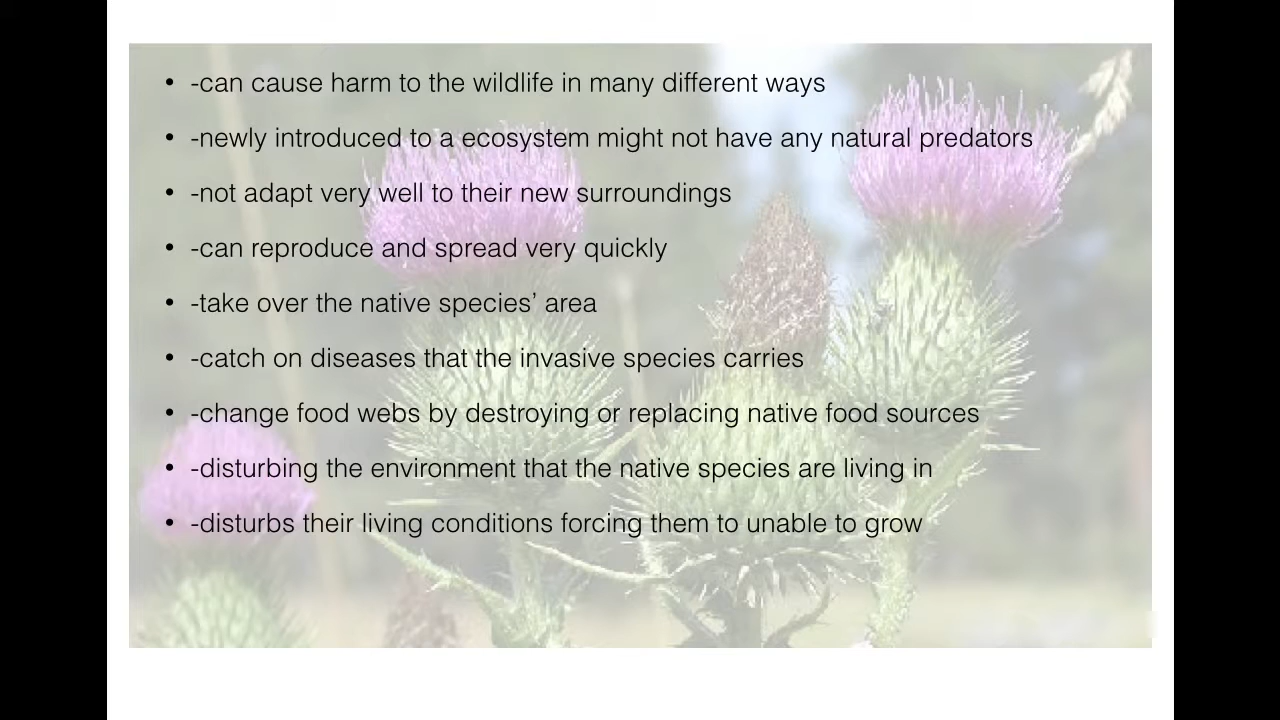 • -can cause harm to the wildlife in many different ways
• -newly introduced to a ecosystem might not have any natural predators
• -not adapt very well to their new surroundings
• -can reproduce and spread very quickly
• -take over the native species’ area
• -catch on diseases that the invasive species carries
• -change food webs by destroying or replacing native food sources
• -disturbing the environment that the native species are living in
• -disturbs their living conditions forcing them to unable to grow